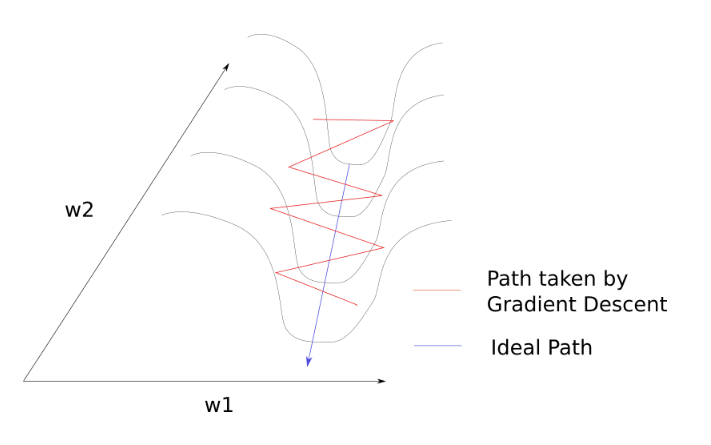 w2
w1
Path taken by
Gradient Descent
Ideal Path